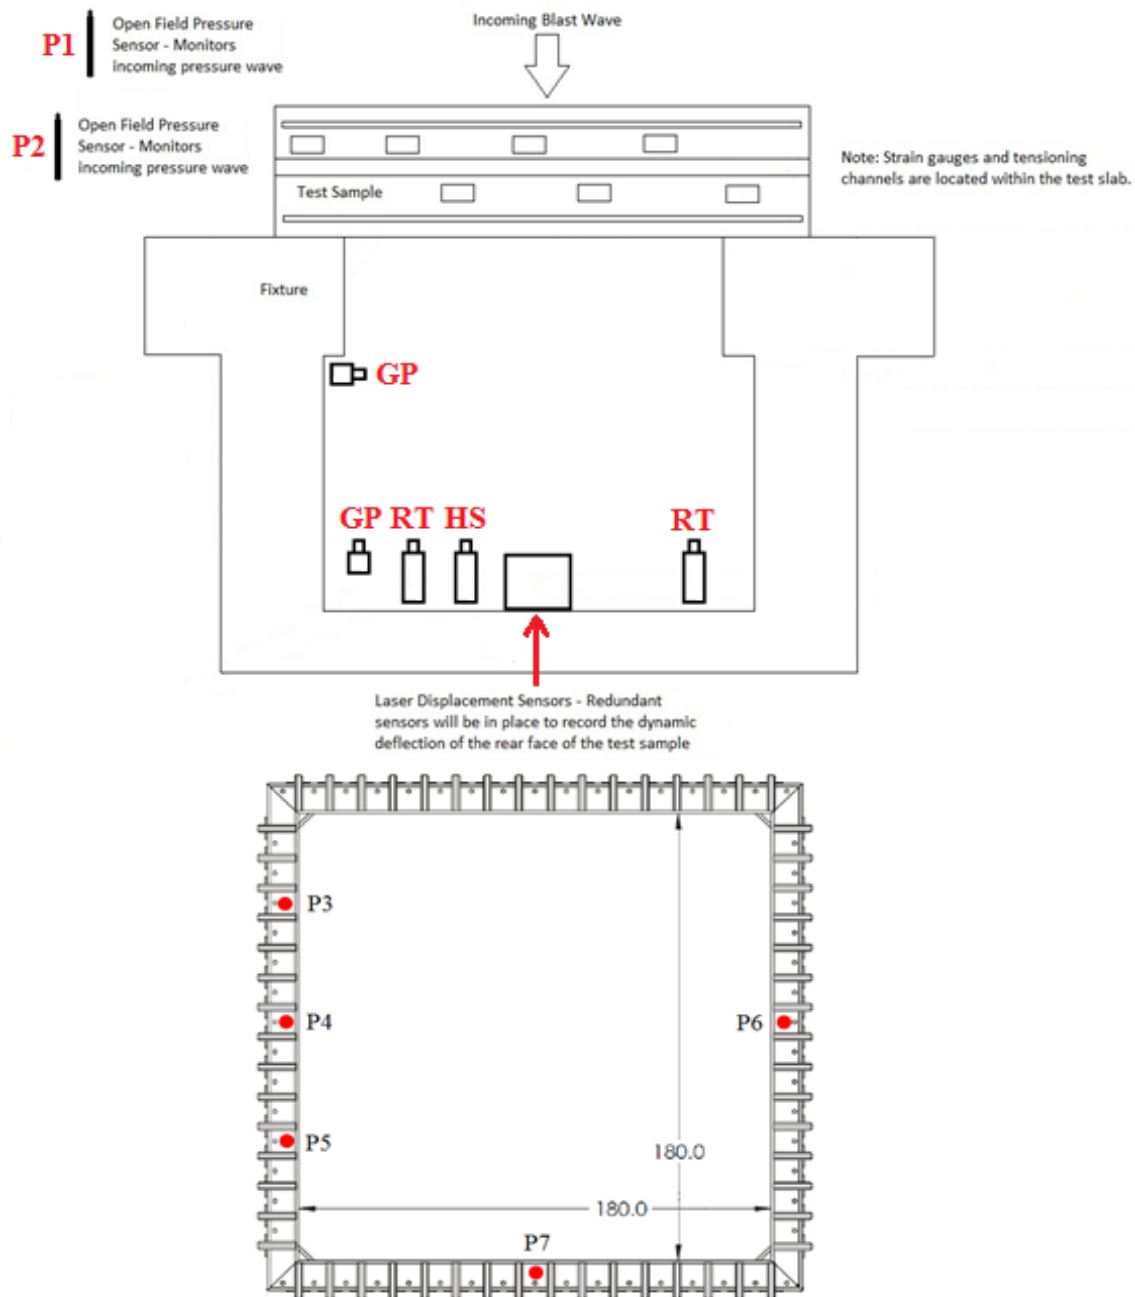 Incoming Blast Wave
P1
Open Field Pressure
Sensor - Monitors
incoming pressure wave
P2
Open Field Pressure
Sensor - Monitors
incoming pressure wave
Note: Strain gauges and tensioning
channels are located within the test slab.
Test Sample
Fixture
GP
GP RT HS RT
Laser Displacement Sensors - Redundant
sensors will be in place to record the dynamic
deflection of the rear face of the test sample
P3
P4
P6
P5
180.0
180.0
P7